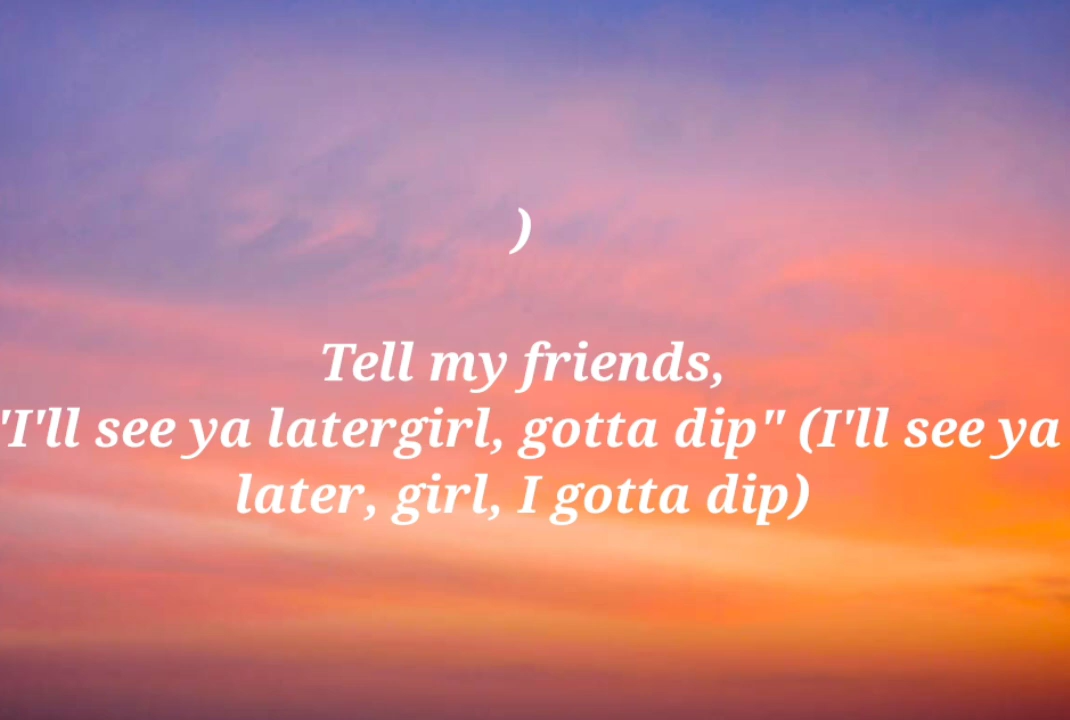 )
Tell my friends,
"I'll see ya latergirl, gotta dip" (I'll see ya
later, girl, I gotta dip)